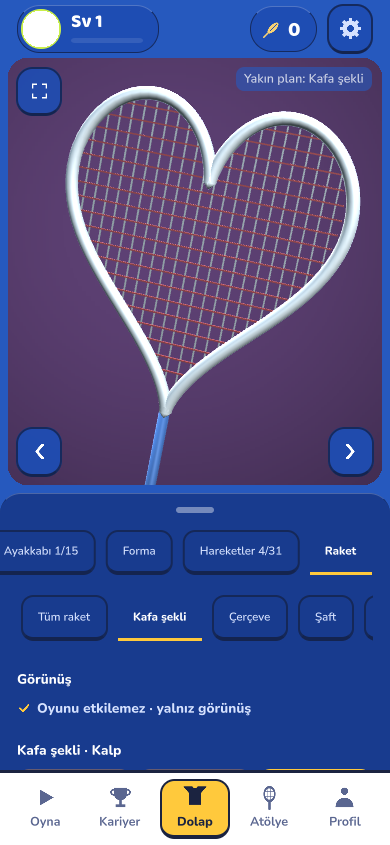 Sv 1
0
Yakın plan: Kafa şekli
Ayakkabı 1/15
Forma
Hareketler 4/31
Raket
Tüm raket
Kafa şekli
Çerçeve
Şaft
Görünüş
Oyunu etkilemez · yalnız görünüş
Kafa şekli · Kalp
Oyna
Kariyer
Dolap
Atölye
Profil